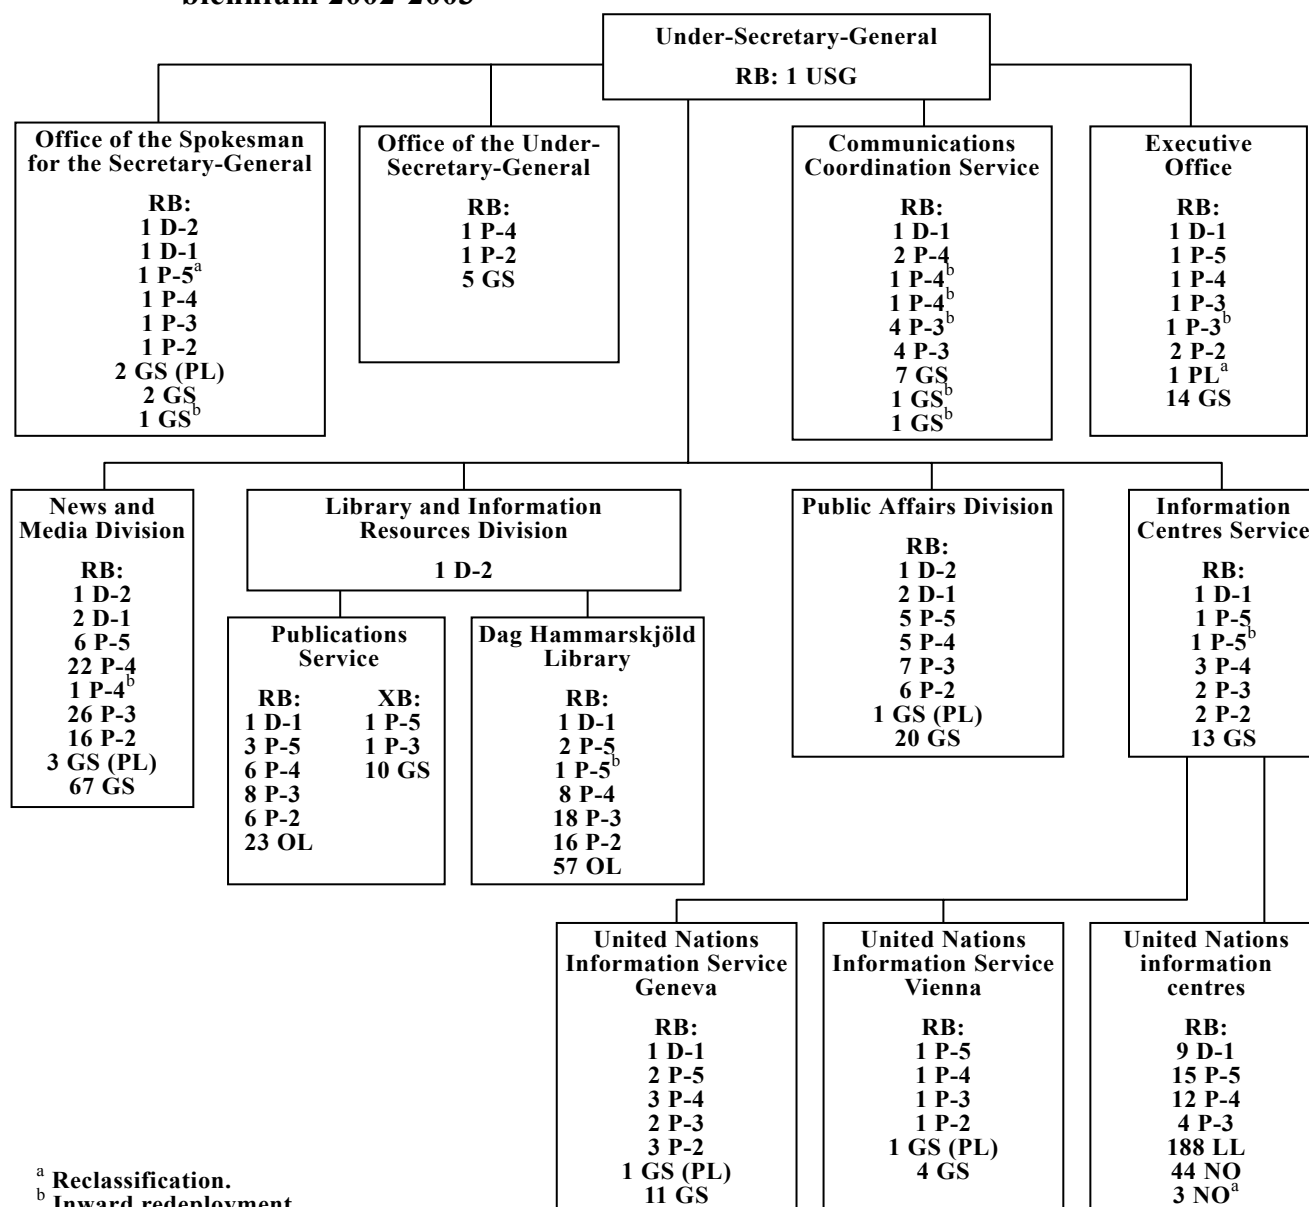 biennium 2002-2003
Under-Secretary-General
RB: 1 USG
Office of the Spokesman
for the Secretary-General
RB:
1 D-2
1 D-1
1 P-5a
1 P-4
1 P-3
1 P-2
2 GS (PL)
2 GS
1 GSb
Office of the Under-
Secretary-General
RB:
1 P-4
1 P-2
5 GS
Communications
Coordination Service
RB:
1 D-1
2 P-4
1 P-4b
1 P-4b
4 P-3b
4 P-3
7 GS
1 GSb
1 GSb
Executive
Office
RB:
1 D-1
1 P-5
1 P-4
1 P-3
1 P-3b
2 P-2
1 PLa
14 GS
News and
Media Division
RB:
1 D-2
2 D-1
6 P-5
22 P-4
1 P-4b
26 P-3
16 P-2
3 GS (PL)
67 GS
Library and Information
Resources Division
1 D-2
Publications
Service
RB:
1 D-1
3 P-5
6 P-4
8 P-3
6 P-2
23 OL
XB:
1 P-5
1 P-3
10 GS
Dag Hammarskjöld
Library
RB:
1 D-1
2 P-5
1 P-5b
8 P-4
18 P-3
16 P-2
57 OL
Public Affairs Division
RB:
1 D-2
2 D-1
5 P-5
5 P-4
7 P-3
6 P-2
1 GS (PL)
20 GS
Information
Centres Service
RB:
1 D-1
1 P-5
1 P-5b
3 P-4
2 P-3
2 P-2
13 GS
United Nations
Information Service
Geneva
RB:
1 D-1
2 P-5
3 P-4
2 P-3
3 P-2
1 GS (PL)
11 GS
United Nations
Information Service
Vienna
RB:
1 P-5
1 P-4
1 P-3
1 P-2
1 GS (PL)
4 GS
United Nations
information
centres
RB:
9 D-1
15 P-5
12 P-4
4 P-3
188 LL
44 NO
3 NOa
a Reclassification.
b Inward redeployment